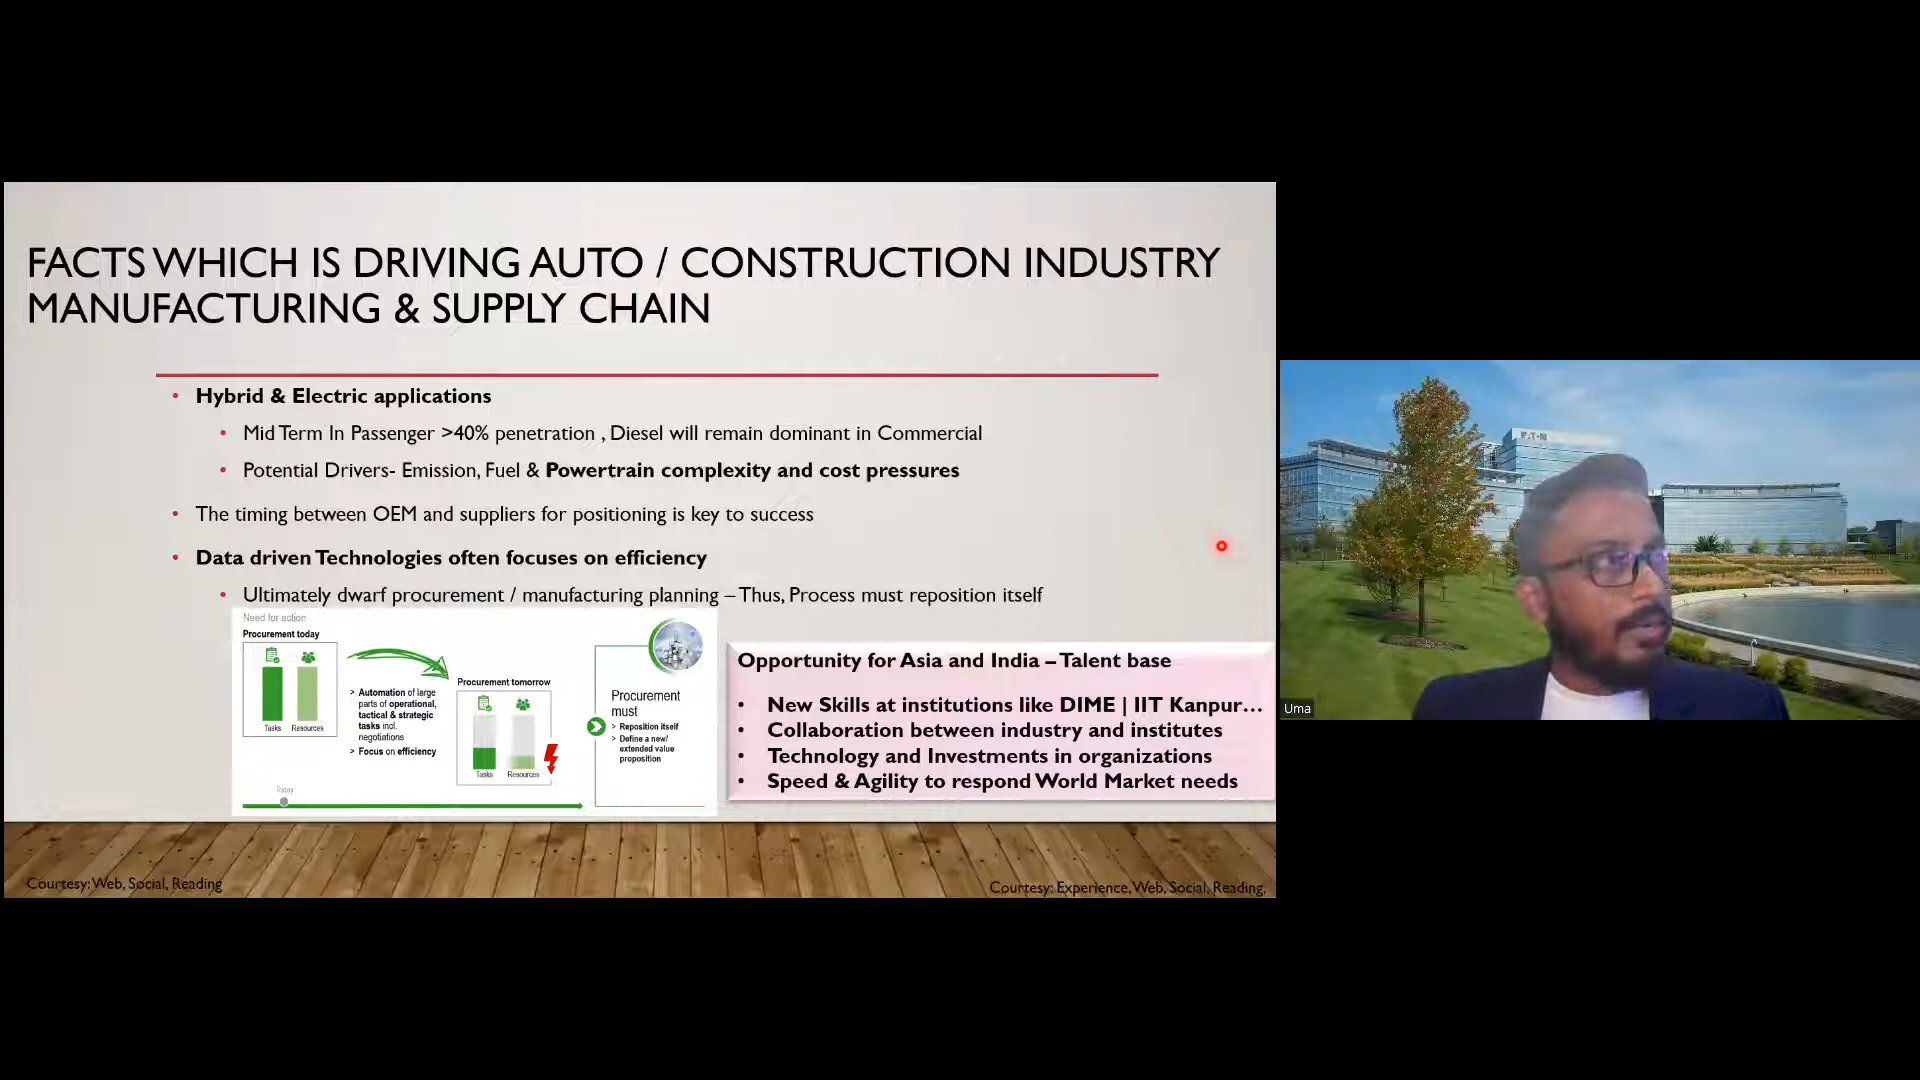 FACTS WHICH IS DRIVING AUTO / CONSTRUCTION INDUSTRY
MANUFACTURING & SUPPLY CHAIN
• Hybrid & Electric applications
• Mid Term In Passenger >40% penetration , Diesel will remain dominant in Commercial
• Potential Drivers- Emission, Fuel & Powertrain complexity and cost pressures
• The timing between OEM and suppliers for positioning is key to success
• Data driven Technologies often focuses on efficiency
• Ultimately dwarf procurement / manufacturing planning – Thus, Process must reposition itself
Need for action
Procurement today
Tasks Resources
> Automation of large
parts of operational,
tactical & strategic
tasks incl.
negotiations
> Focus on efficiency
Procurement tomorrow
Tasks Resources
Procurement
must
> Reposition itself
> Define a new/
extended value
proposition
Today
Opportunity for Asia and India – Talent base
• New Skills at institutions like DIME | IIT Kanpur...
• Collaboration between industry and institutes
• Technology and Investments in organizations
• Speed & Agility to respond World Market needs
Courtesy: Web, Social, Reading
Courtesy: Experience, Web, Social, Reading,
EATON
Uma